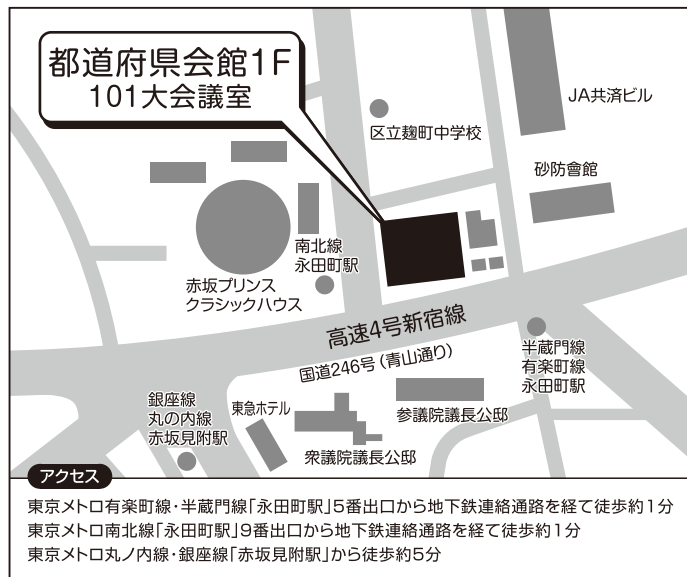 都道府県会館1F
101大会議室
JA共済ビル
区立麹町中学校
砂防會館
南北線
永田町駅
赤坂プリンス
クラシックハウス
高速4号新宿線
国道246号（青山通り）
半蔵門線
有楽町線
永田町駅
銀座線
丸の内線
赤坂見附駅
東急ホテル
参議院議長公邸
衆議院議長公邸
アクセス
東京メトロ有楽町線・半蔵門線「永田町駅」5番出口から地下鉄連絡通路を経て徒歩約1分
東京メトロ南北線「永田町駅」9番出口から地下鉄連絡通路を経て徒歩約1分
東京メトロ丸ノ内線・銀座線「赤坂見附駅」から徒歩約5分